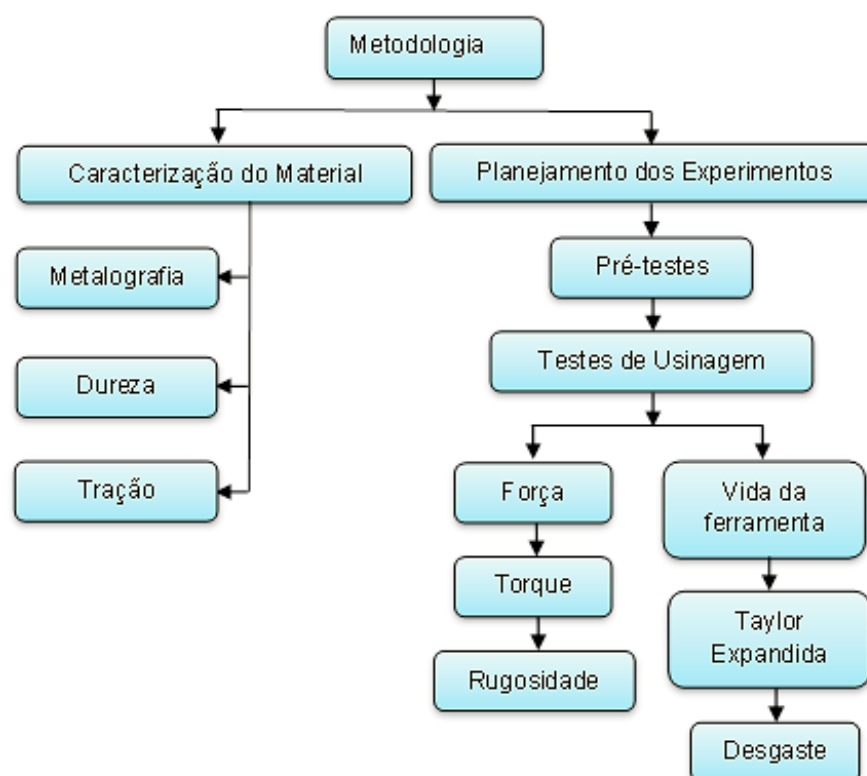 Metodologia
Caracterização do Material
Planejamento dos Experimentos
Metalografia
Dureza
Tração
Pré-testes
Testes de Usinagem
Força
Torque
Rugosidade
Vida da
ferramenta
Taylor
Expandida
Desgaste